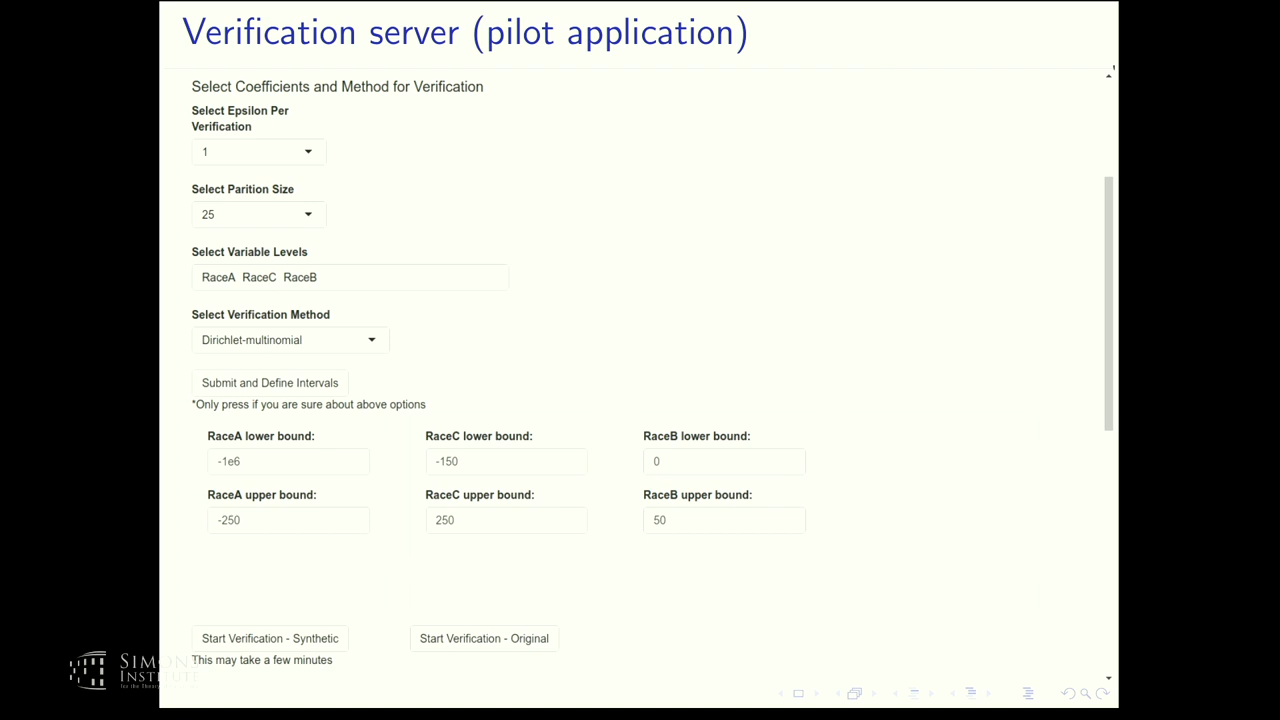 Verification server (pilot application)
Select Coefficients and Method for Verification
Select Epsilon Per
Verification
1
Select Parition Size
25
Select Variable Levels
RaceA RaceC RaceB
Select Verification Method
Dirichlet-multinomial
Submit and Define Intervals
*Only press if you are sure about above options
RaceA lower bound: RaceC lower bound: RaceB lower bound:
-1e6 -150 0
RaceA upper bound: RaceC upper bound: RaceB upper bound:
-250 250 50
Start Verification - Synthetic Start Verification - Original
This may take a few minutes
SIMONS
INSTITUTE